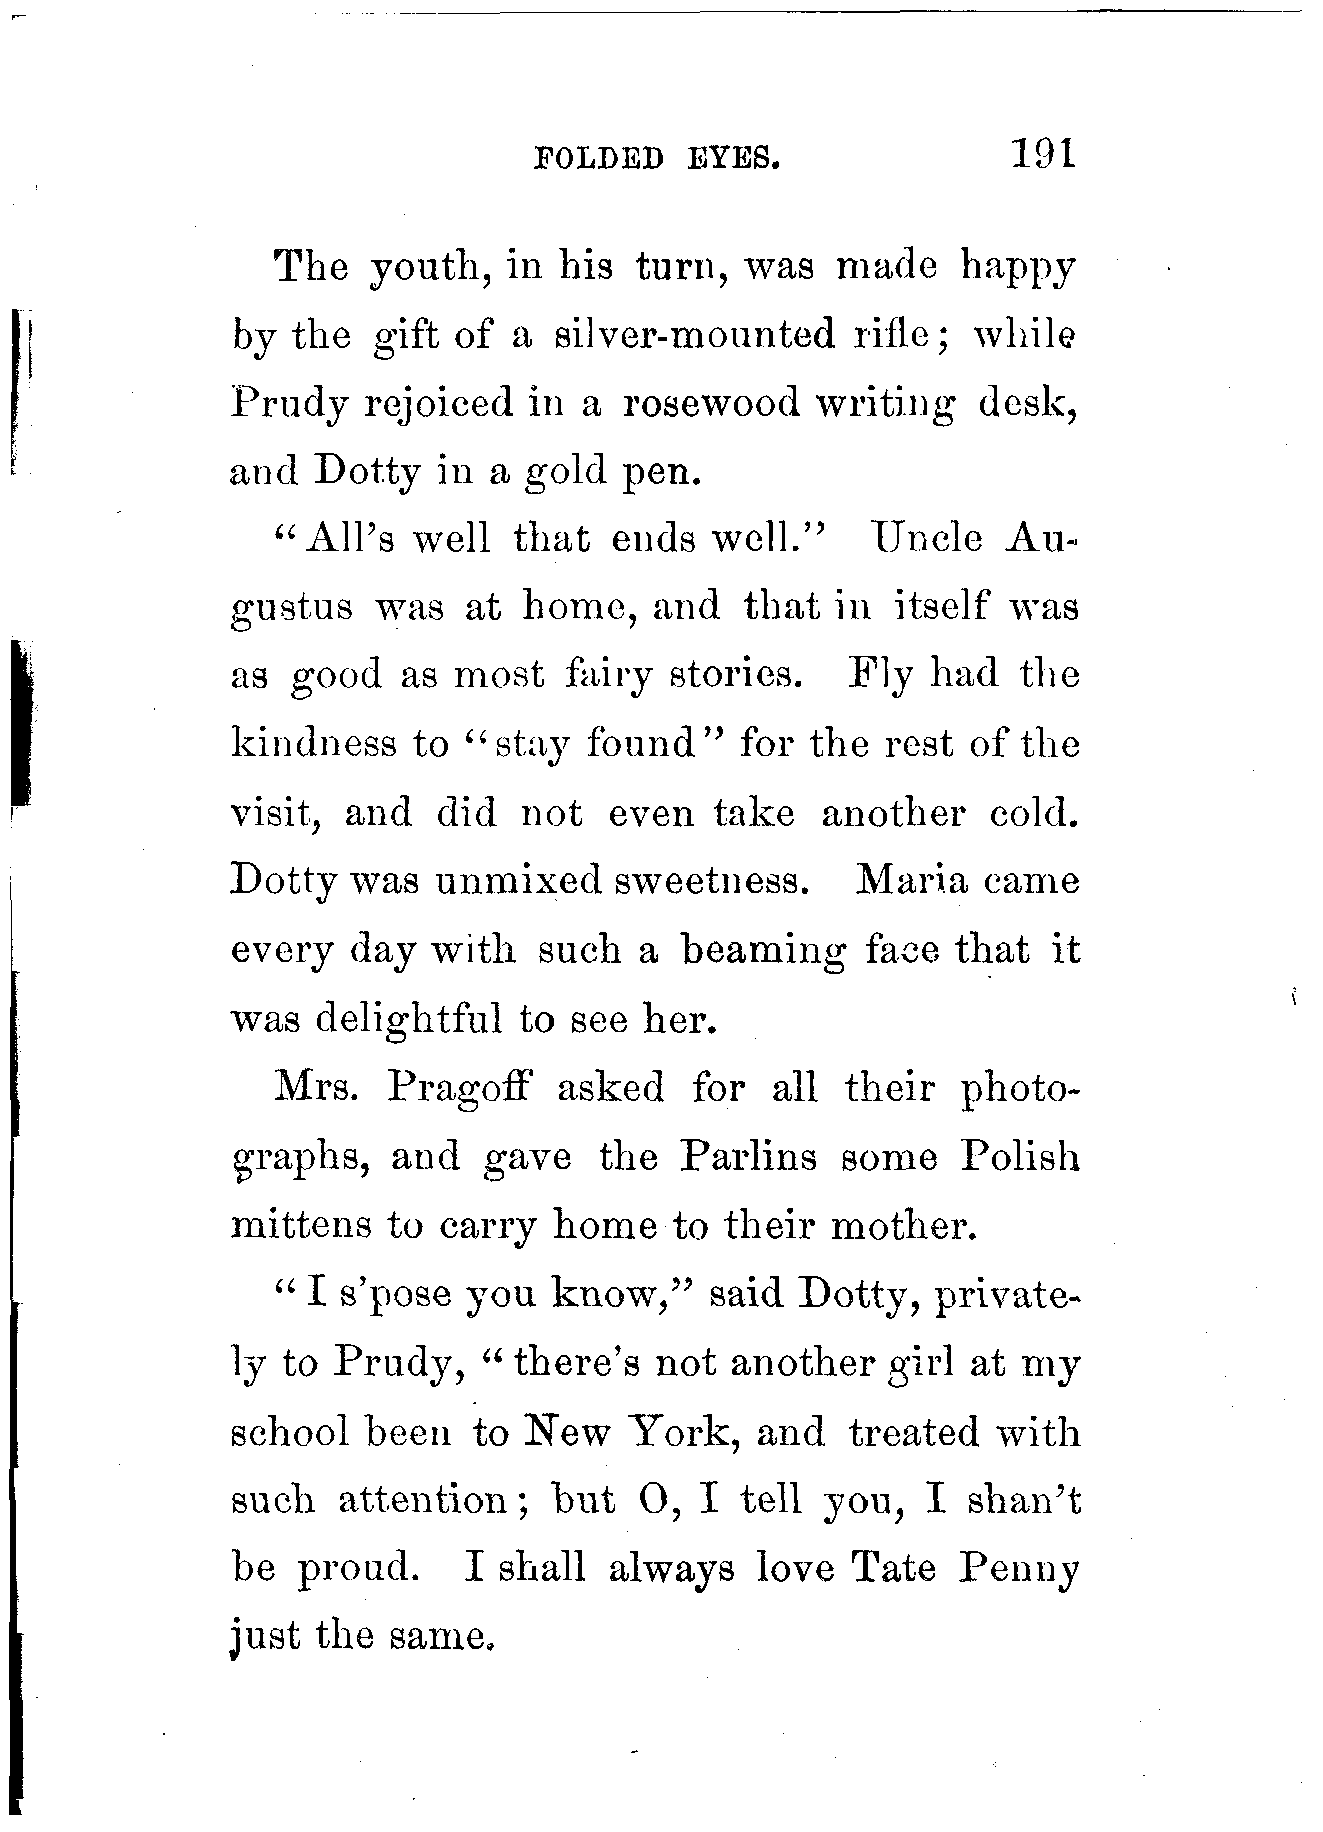 FOLDED EYES. 191
The youth, in his turn, was made happy
by the gift of a silver-mounted rifle; while
Prudy rejoiced in a rosewood writing desk,
and Dotty in a gold pen.
"All's well that ends well." Uncle Au-
gustus was at home, and that in itself was
as good as most fairy stories. Fly had the
kindness to "stay found" for the rest of the
visit, and did not even take another cold.
Dotty was unmixed sweetness. Maria came
every day with such a beaming face that it
was delightful to see her.
Mrs. Pragoff asked for all their photo-
graphs, and gave the Parlins some Polish
mittens to carry home to their mother.
"I s'pose you know," said Dotty, private-
ly to Prudy, "there's not another girl at my
school been to New York, and treated with
such attention; but O, I tell you, I shan't
be proud. I shall always love Tate Penny
just the same.